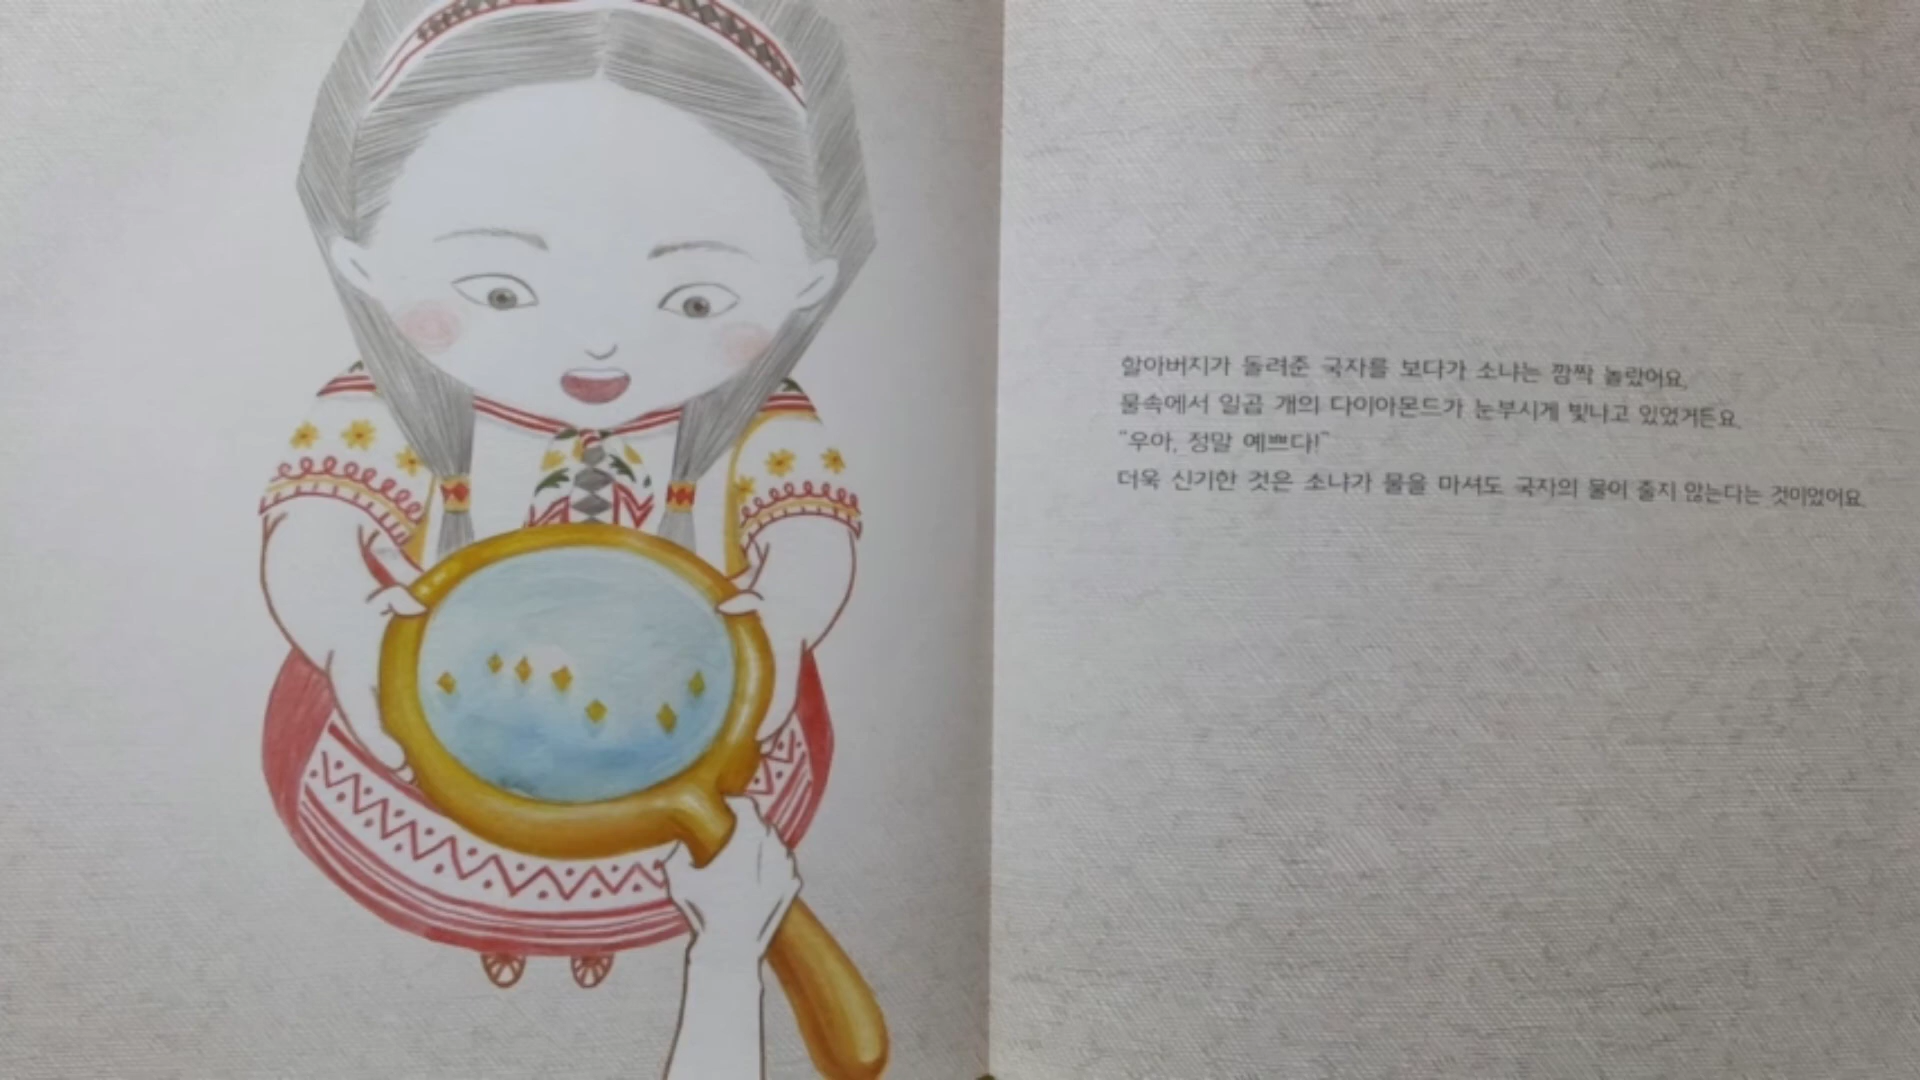 할아버지가 돌려준 국자를 보다가 소냐는 깜짝 놀랐어요.
물속에서 일곱 개의 다이아몬드가 눈부시게 빛나고 있었거든요.
"우아, 정말 예쁘다!"
더욱 신기한 것은 소냐가 물을 마셔도 국자의 물이 줄지 않는다는 것이었어요.